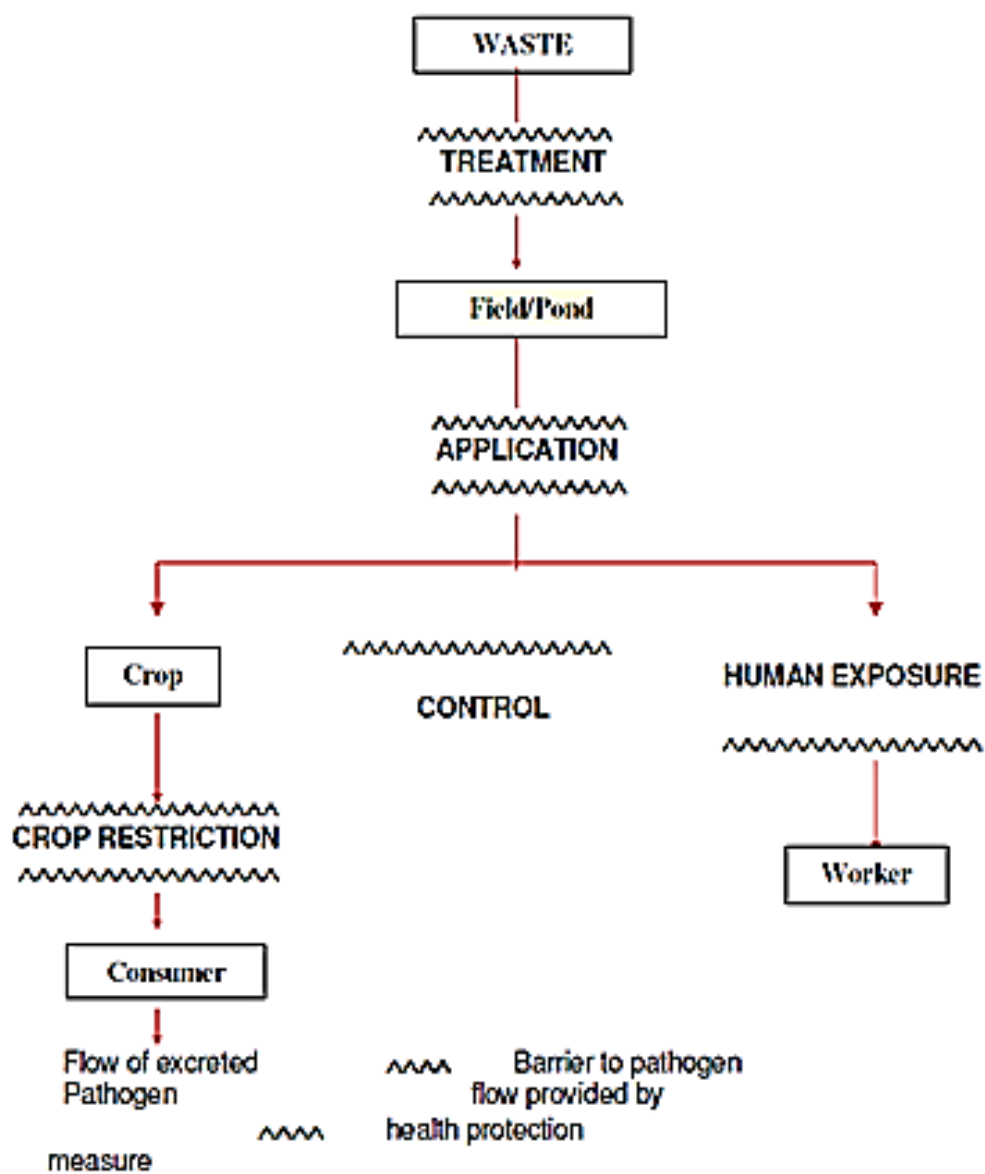 WASTE
TREATMENT
Field/Pond
APPLICATION
Crop
CONTROL
HUMAN EXPOSURE
CROP RESTRICTION
Worker
Consumer
Flow of excreted
Pathogen
Barrier to pathogen
flow provided by
health protection
measure